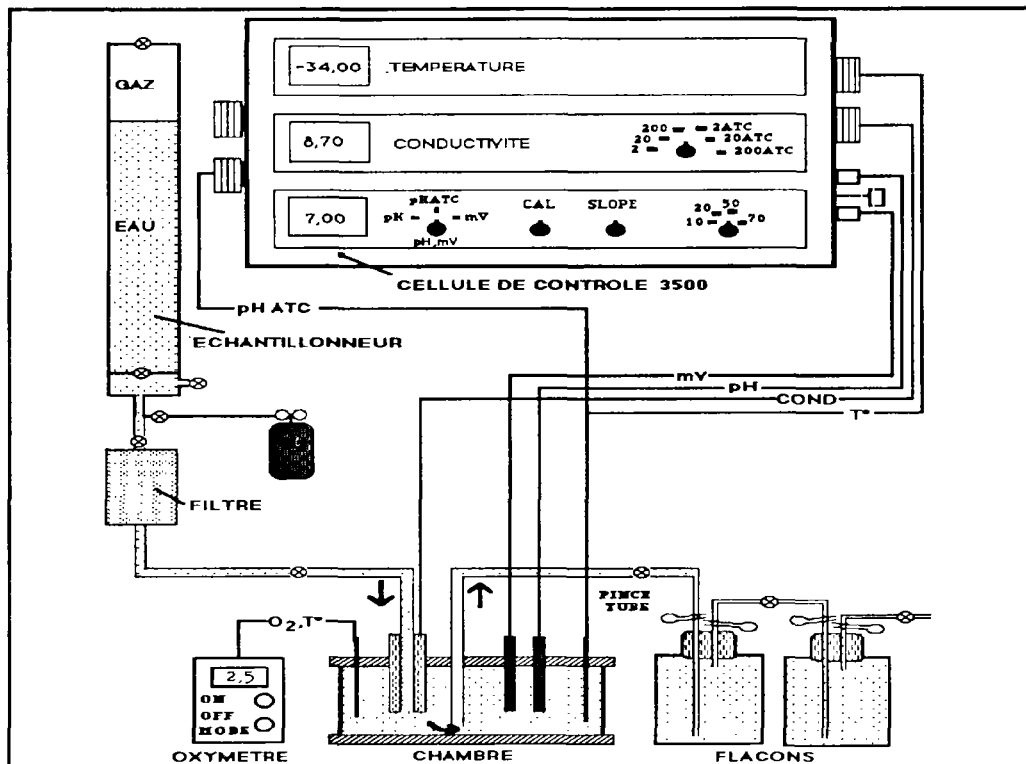 -34,00 TEMPERATURE
GAZ
8,70 CONDUCTIVITE
200 2ATC
20 20ATC
2 200ATC
7,00
pHATC
pH mV
pH,mV
CAL
SLOPE
20 50
10 70
EAU
CELLULE DE CONTROLE 3500
pH ATC
ECHANTILLONNEUR
mV
pH
COND
T°
FILTRE
PINCE
TUBE
O2,T°
2,5
ON
OFF
MODE
OXYMETRE
CHAMBRE
FLACONS